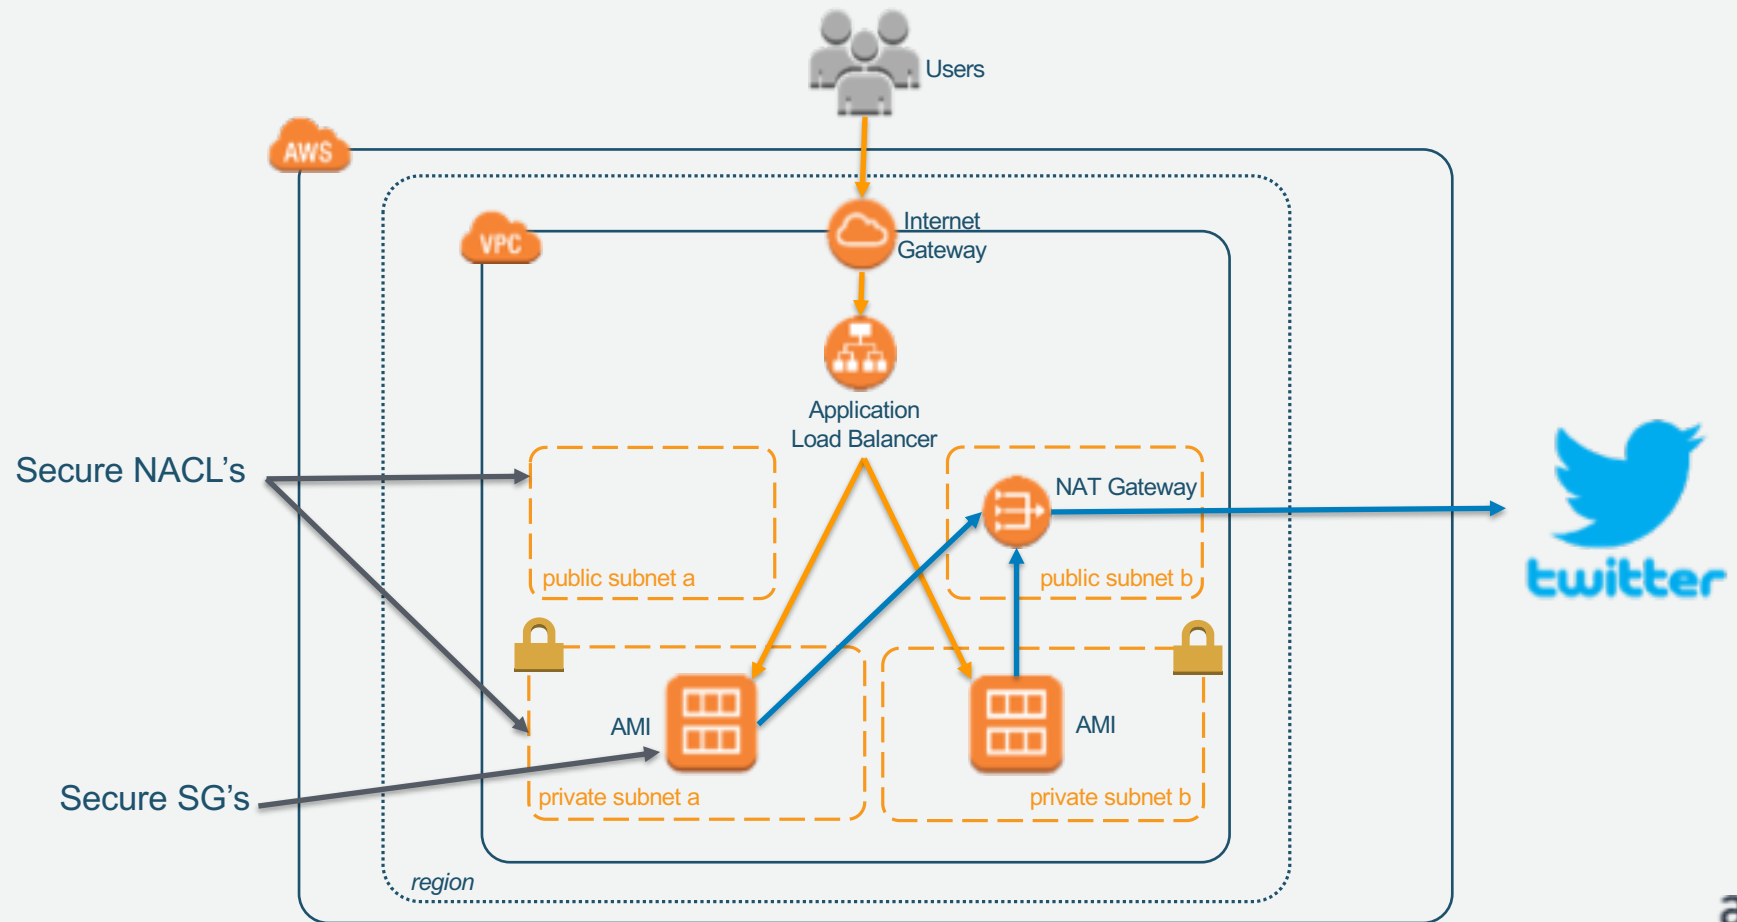 Users
AWS
Internet
Gateway
VPC
Application
Load Balancer
Secure NACL's
NAT Gateway
public subnet a
public subnet b
twitter
AMI
AMI
Secure SG's
private subnet a
private subnet b
region